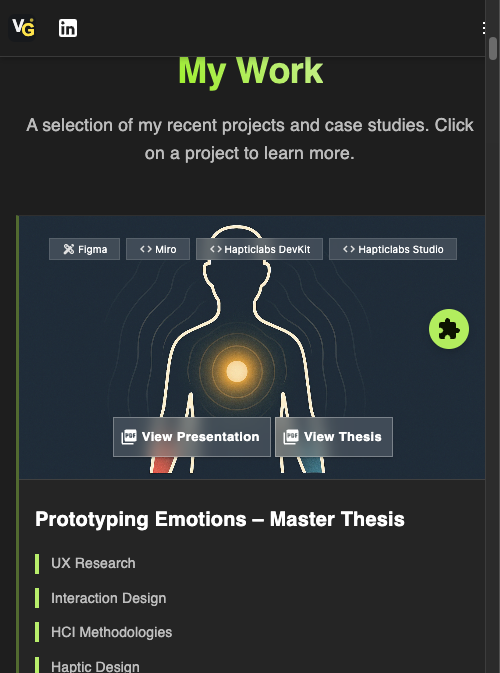 VG
in
My Work
A selection of my recent projects and case studies. Click
on a project to learn more.
Figma
Miro
Hapticlabs DevKit
Hapticlabs Studio
PDF View Presentation
PDF View Thesis
Prototyping Emotions – Master Thesis
UX Research
Interaction Design
HCI Methodologies
Haptic Design